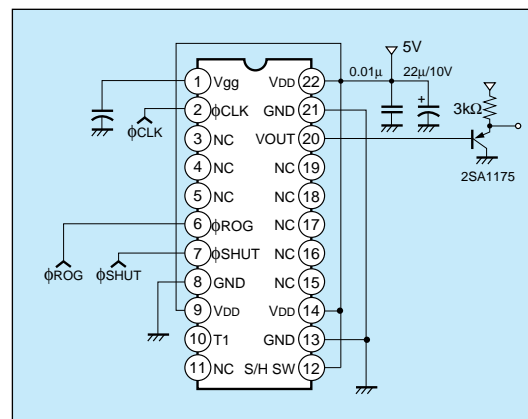 5V
0.01μ 22μ/10V
+
3kΩ
2SA1175
1 Vgg
2 ϕCLK
3 NC
4 NC
5 NC
6 ϕROG
7 ϕSHUT
8 GND
9 VDD
10 T1
11 NC
VDD 22
GND 21
VOUT 20
NC 19
NC 18
NC 17
NC 16
NC 15
VDD 14
GND 13
S/H SW 12
ϕCLK
ϕROG ϕSHUT